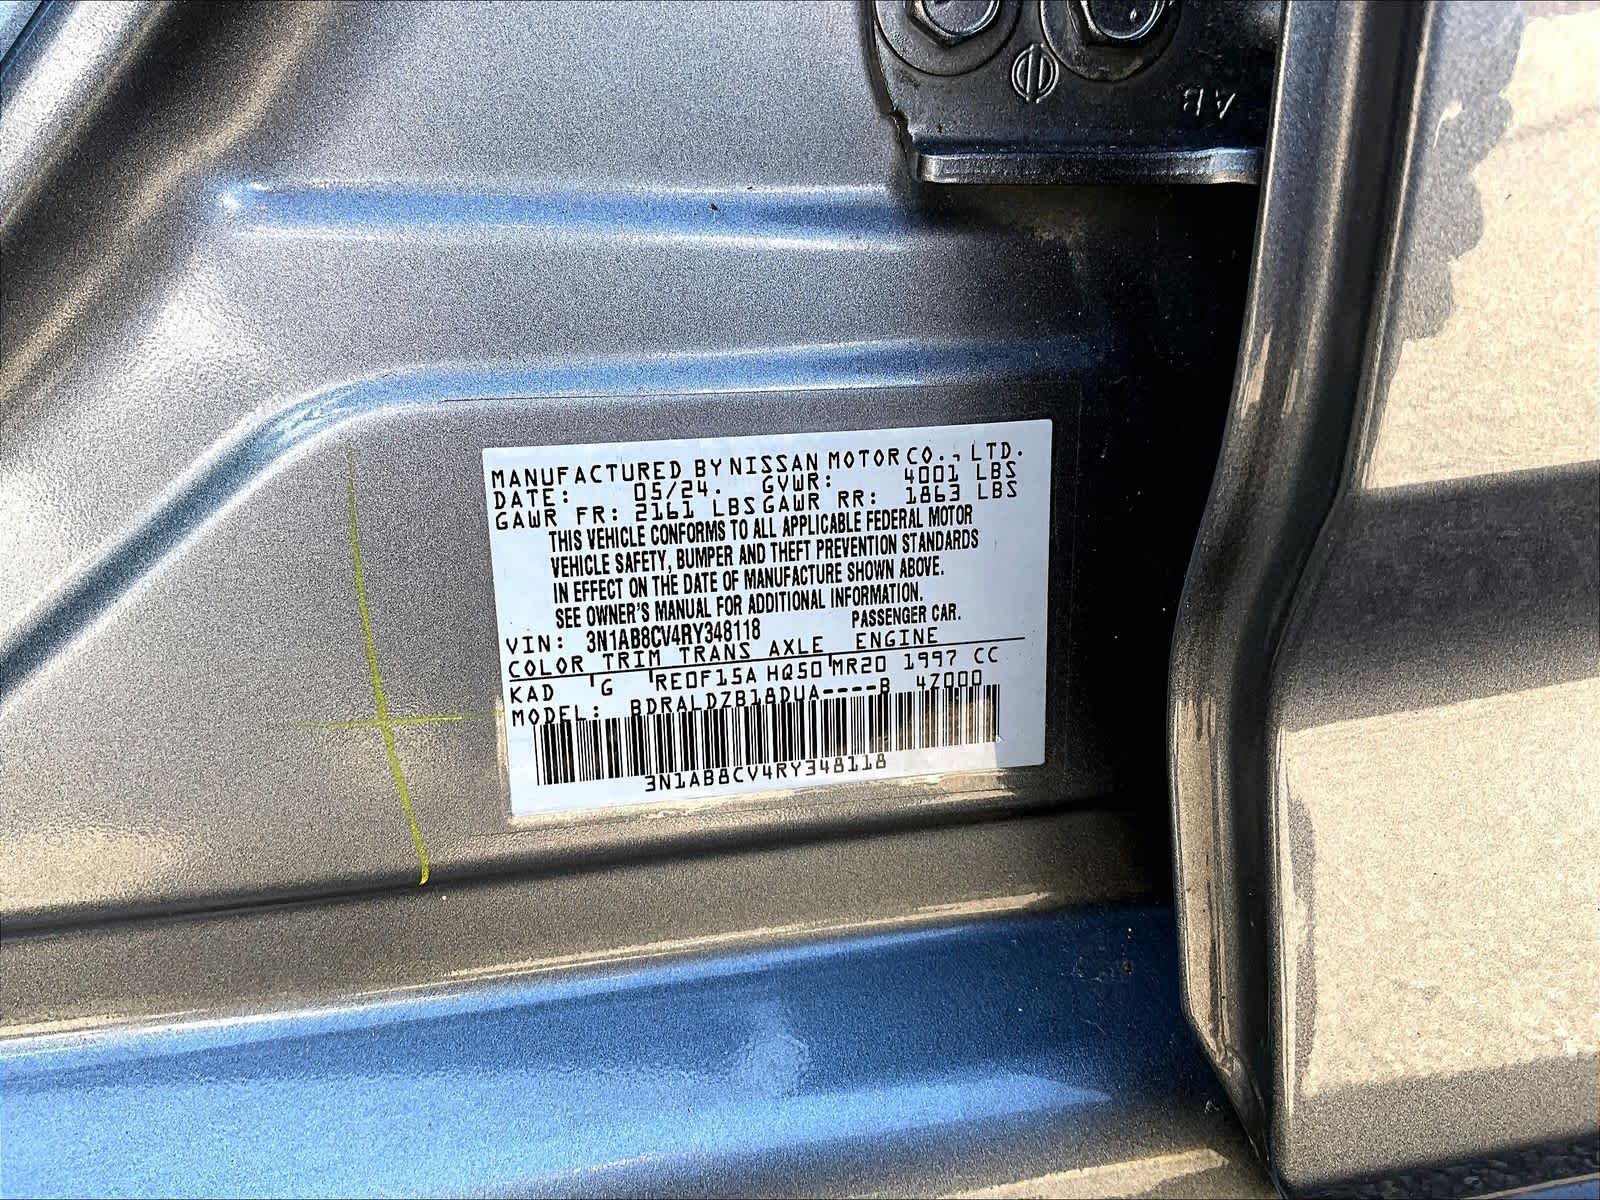 AB
MANUFACTURED BY NISSAN MOTOR CO., LTD.
DATE: 05/24. GVWR: 4001 LBS
GAWR FR: 2161 LBS GAWR RR: 1863 LBS
THIS VEHICLE CONFORMS TO ALL APPLICABLE FEDERAL MOTOR
VEHICLE SAFETY, BUMPER AND THEFT PREVENTION STANDARDS
IN EFFECT ON THE DATE OF MANUFACTURE SHOWN ABOVE.
SEE OWNER'S MANUAL FOR ADDITIONAL INFORMATION.
VIN: 3N1AB8CV4RY348118 PASSENGER CAR.
COLOR TRIM TRANS AXLE ENGINE
KAD G RE0F15A HQ50 MR20 1997 CC
MODEL: BDRALDZB18DUA----B 4Z000
3N1AB8CV4RY348118